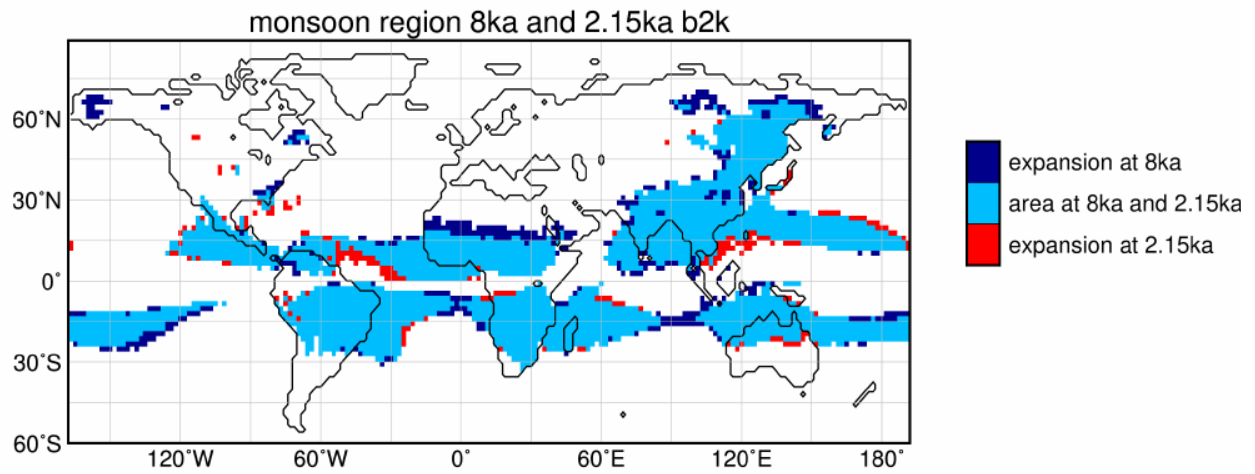 monsoon region 8ka and 2.15ka b2k
60˚N
30˚N
0˚
30˚S
60˚S
120˚W
60˚W
0˚
60˚E
120˚E
180˚
expansion at 8ka
area at 8ka and 2.15ka
expansion at 2.15ka